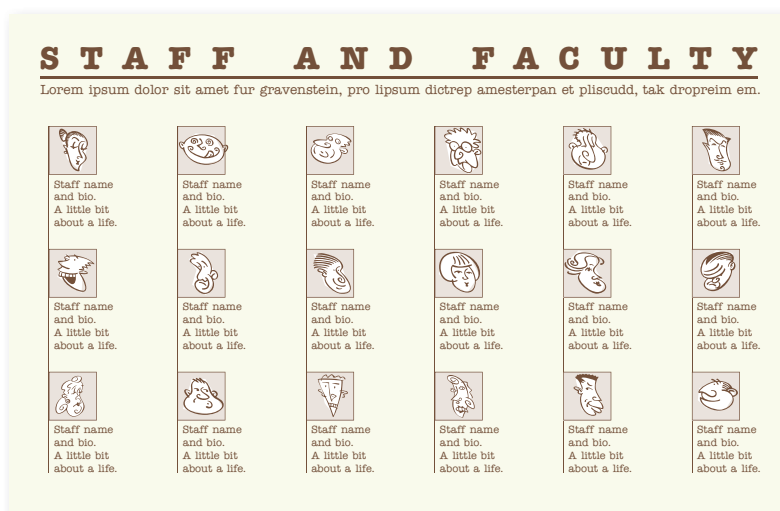 STAFF AND FACULTY
Lorem ipsum dolor sit amet fur gravenstein, pro lipsum dictrep amesterpan et pliscudd, tak dropreim em.
Staff name
and bio.
A little bit
about a life.
Staff name
and bio.
A little bit
about a life.
Staff name
and bio.
A little bit
about a life.
Staff name
and bio.
A little bit
about a life.
Staff name
and bio.
A little bit
about a life.
Staff name
and bio.
A little bit
about a life.
Staff name
and bio.
A little bit
about a life.
Staff name
and bio.
A little bit
about a life.
Staff name
and bio.
A little bit
about a life.
Staff name
and bio.
A little bit
about a life.
Staff name
and bio.
A little bit
about a life.
Staff name
and bio.
A little bit
about a life.
Staff name
and bio.
A little bit
about a life.
Staff name
and bio.
A little bit
about a life.
Staff name
and bio.
A little bit
about a life.
Staff name
and bio.
A little bit
about a life.
Staff name
and bio.
A little bit
about a life.
Staff name
and bio.
A little bit
about a life.